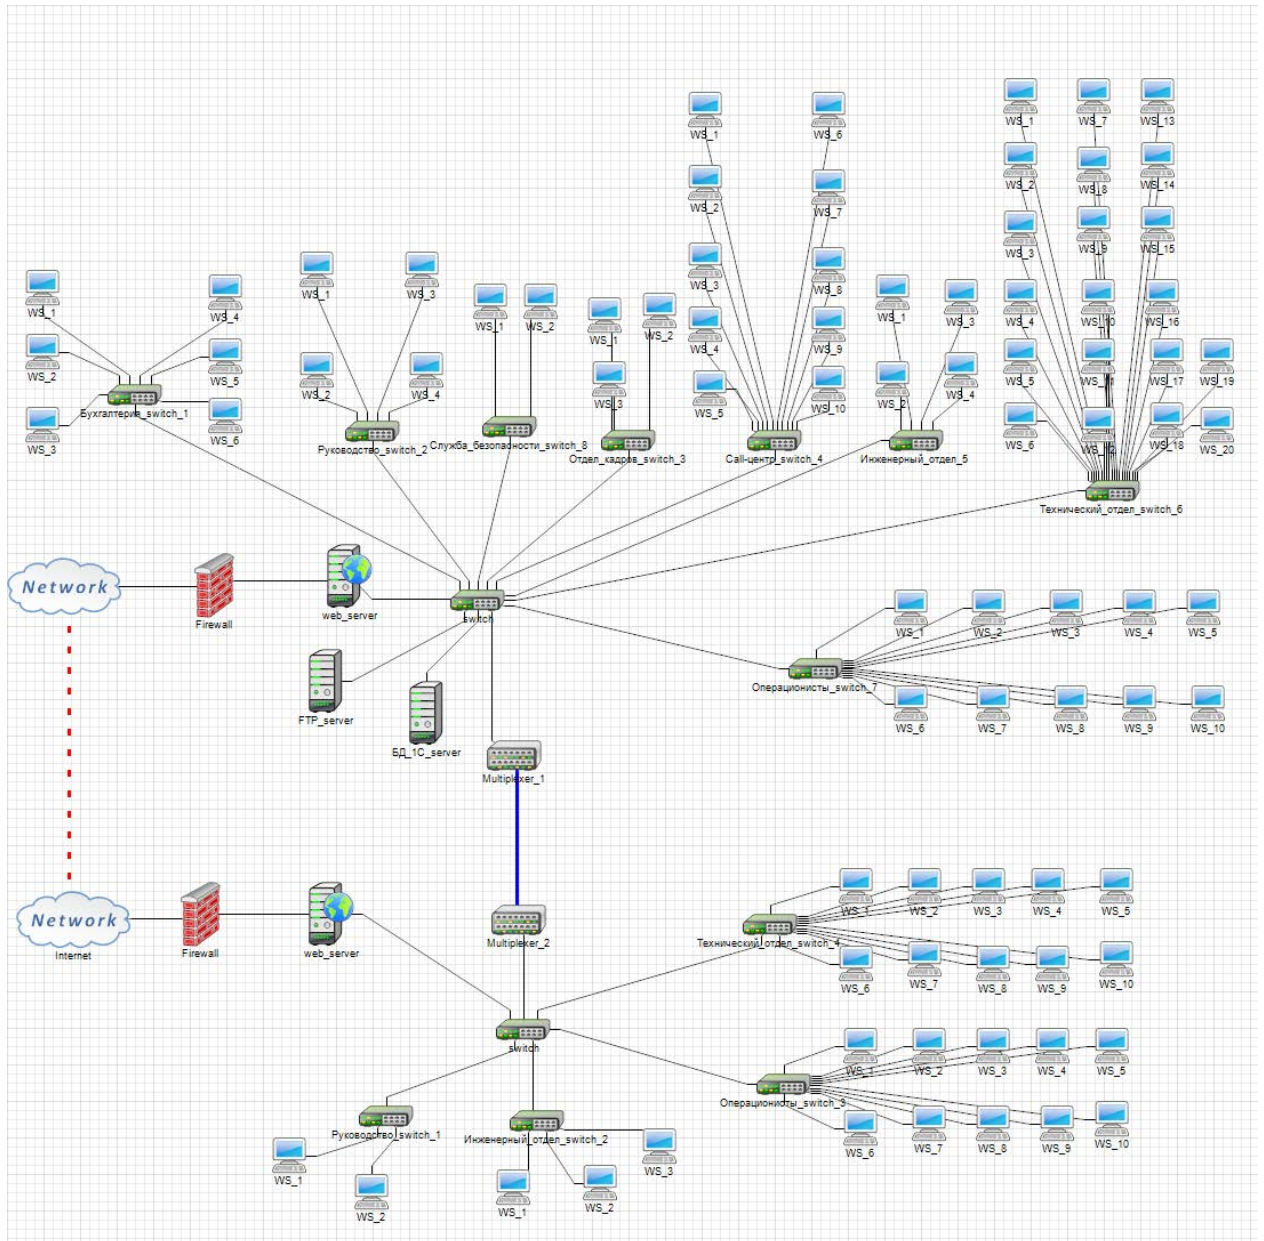 WS_1
WS_6
WS_1
WS_7
WS_13
WS_2
WS_7
WS_2
WS_8
WS_14
WS_3
WS_8
WS_3
WS_9
WS_15
WS_1
WS_4
WS_1
WS_3
WS_1
WS_2
WS_1
WS_2
WS_4
WS_9
WS_1
WS_3
WS_4
WS_10
WS_16
WS_2
WS_5
WS_2
WS_4
WS_3
WS_5
WS_10
WS_2
WS_4
WS_5
WS_11
WS_17
WS_19
WS_3
WS_6
WS_6
WS_12
WS_18
WS_20
Бухгалтерия_switch_1
Руководство_switch_2
Служба_безопасности_switch_3
Отдел_кадров_switch_3
Call-центр_switch_4
Инженерный_отдел_5
Технический_отдел_switch_6
Network
Firewall
web_server
switch
WS_1
WS_2
WS_3
WS_4
WS_5
Операционисты_switch_7
WS_6
WS_7
WS_8
WS_9
WS_10
FTP_server
БД_1С_server
Multiplexer_1
Network
Internet
Firewall
web_server
Multiplexer_2
WS_1
WS_2
WS_3
WS_4
WS_5
Технический_отдел_switch_4
WS_6
WS_7
WS_8
WS_9
WS_10
switch
WS_1
WS_2
WS_3
WS_4
WS_5
Операционисты_switch_3
WS_6
WS_7
WS_8
WS_9
WS_10
Руководство_switch_1
Инженерный_отдел_switch_2
WS_1
WS_2
WS_1
WS_2
WS_3